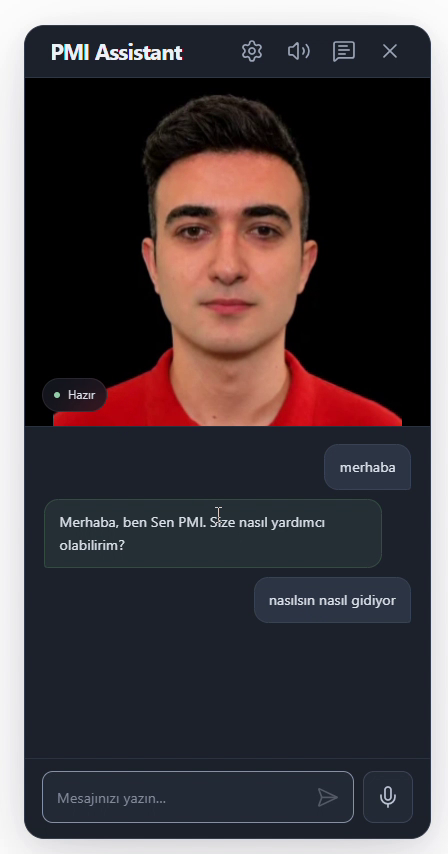 PMI Assistant
Hazır
merhaba
Merhaba, ben Sen PMI. Size nasıl yardımcı
olabilirim?
nasılsın nasıl gidiyor
Mesajınızı yazın...